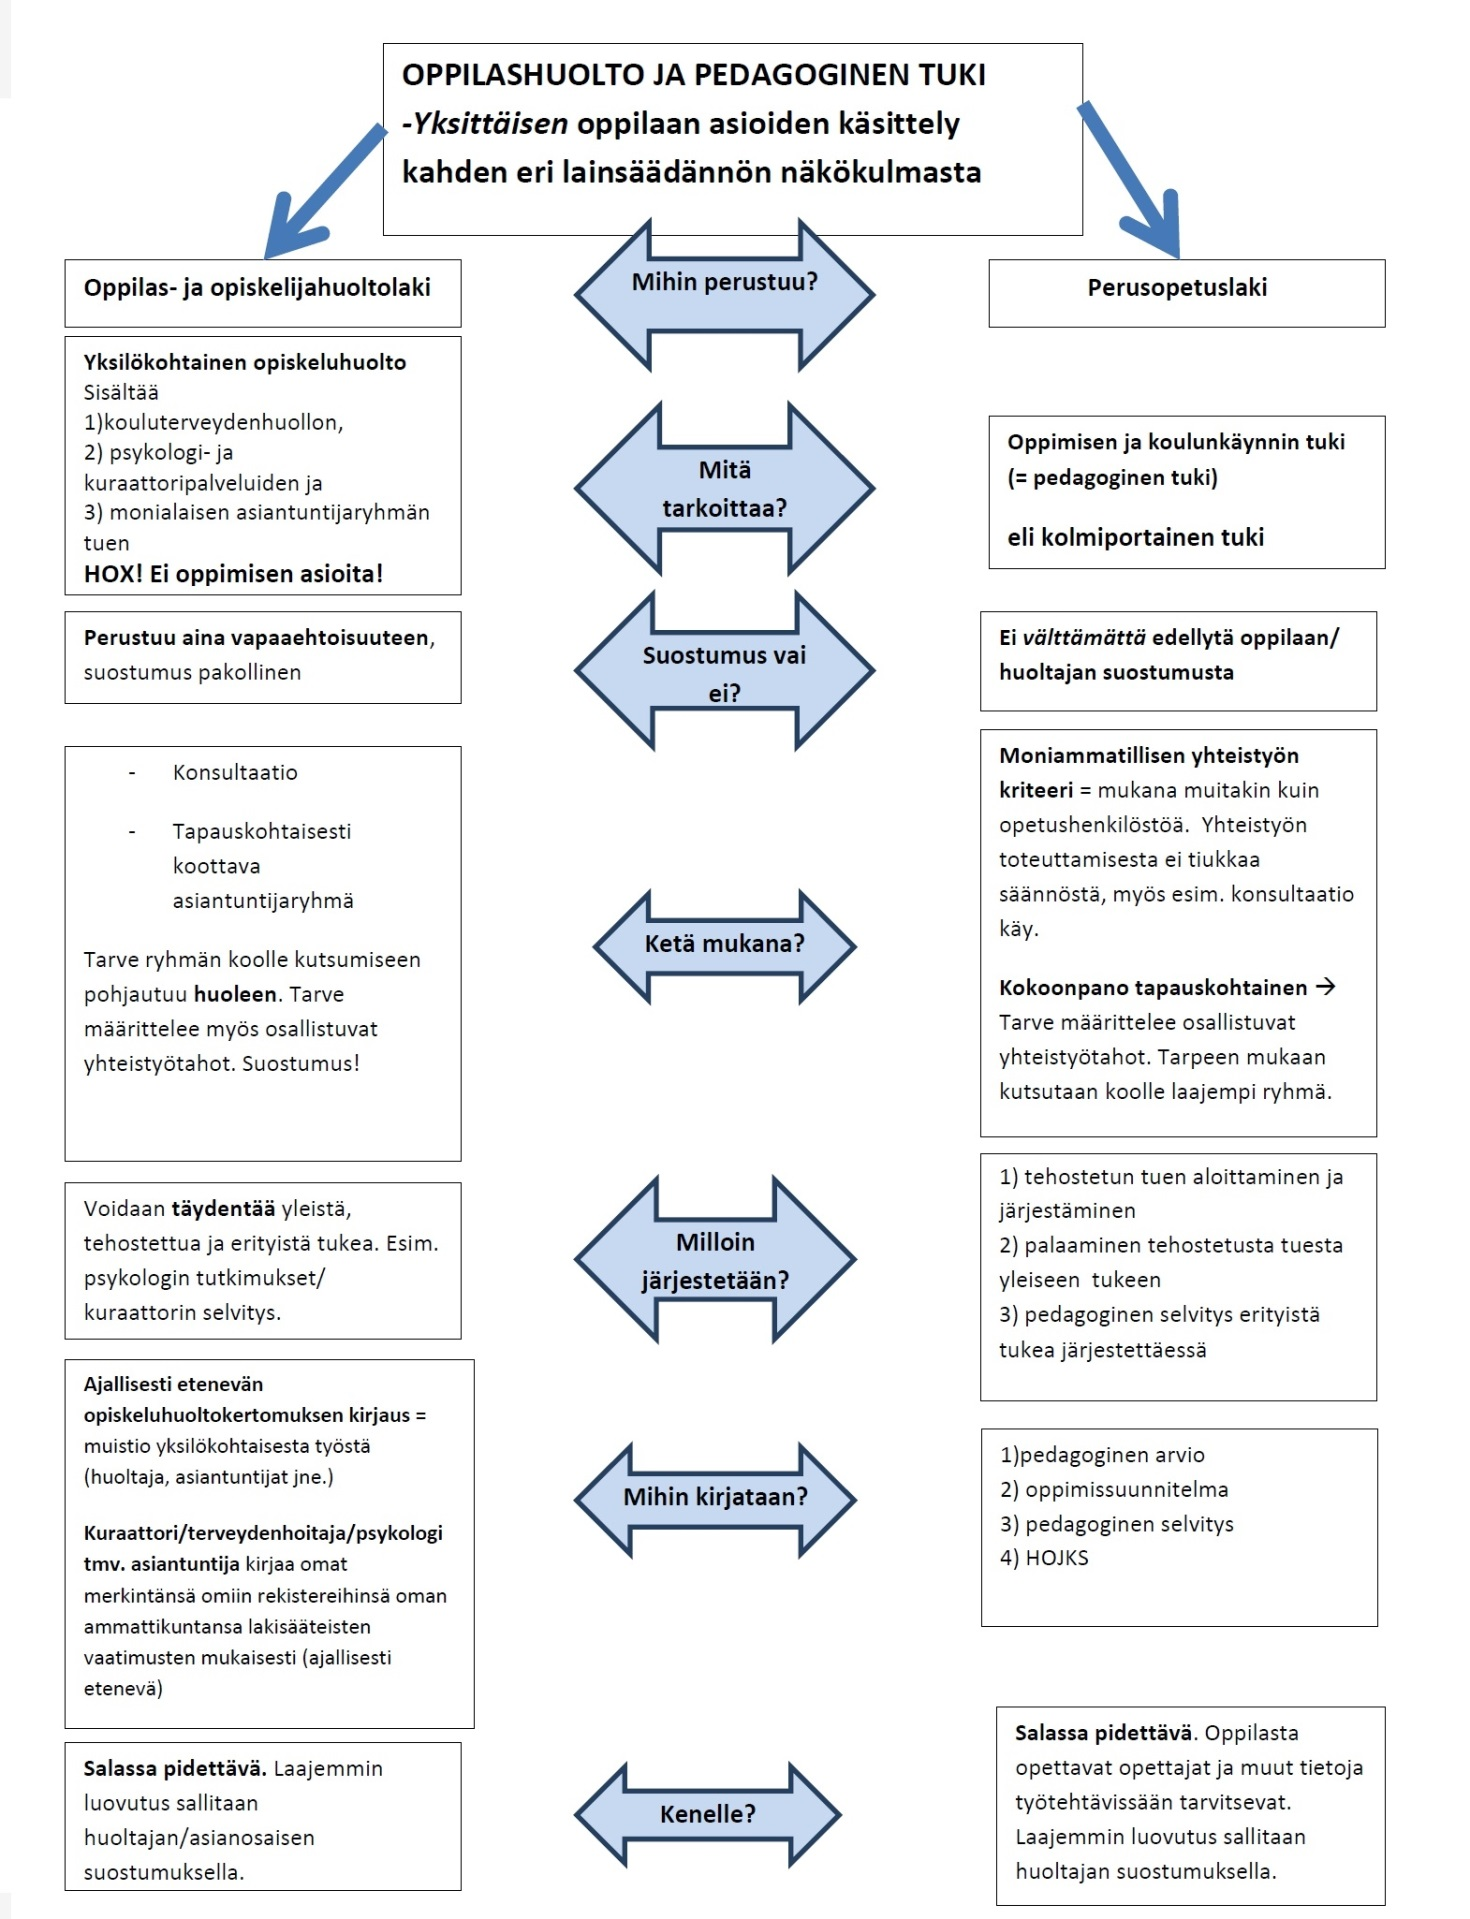 OPPILASHUOLTO JA PEDAGOGINEN TUKI
-Yksittäisen oppilaan asioiden käsittely
kahden eri lainsäädännön näkökulmasta
Oppilas- ja opiskelijahuoltolaki
Mihin perustuu?
Perusopetuslaki
Yksilökohtainen opiskeluhuolto
Sisältää
1)kouluterveydenhuollon,
2) psykologi- ja
kuraattoripalveluiden ja
3) monialaisen asiantuntijaryhmän
tuen
HOX! Ei oppimisen asioita!
Mitä
tarkoittaa?
Oppimisen ja koulunkäynnin tuki
(= pedagoginen tuki)
eli kolmiportainen tuki
Perustuu aina vapaaehtoisuuteen,
suostumus pakollinen
Suostumus vai
ei?
Ei välttämättä edellytä oppilaan/
huoltajan suostumusta
- Konsultaatio
- Tapauskohtaisesti
koottava
asiantuntijaryhmä
Tarve ryhmän koolle kutsumiseen
pohjautuu huoleen. Tarve
määrittelee myös osallistuvat
yhteistyötahot. Suostumus!
Ketä mukana?
Moniammatillisen yhteistyön
kriteeri = mukana muitakin kuin
opetushenkilöstöä. Yhteistyön
toteuttamisesta ei tiukkaa
säännöstä, myös esim. konsultaatio
käy.
Kokoonpano tapauskohtainen →
Tarve määrittelee osallistuvat
yhteistyötahot. Tarpeen mukaan
kutsutaan koolle laajempi ryhmä.
Voidaan täydentää yleistä,
tehostettua ja erityistä tukea. Esim.
psykologin tutkimukset/
kuraattorin selvitys.
Milloin
järjestetään?
1) tehostetun tuen aloittaminen ja
järjestäminen
2) palaaminen tehostetusta tuesta
yleiseen tukeen
3) pedagoginen selvitys erityistä
tukea järjestettäessä
Ajallisesti etenevän
opiskeluhuoltokertomuksen kirjaus =
muistio yksilökohtaisesta työstä
(huoltaja, asiantuntijat jne.)
Kuraattori/terveydenhoitaja/psykologi
tmv. asiantuntija kirjaa omat
merkintänsä omiin rekistereihinsä oman
ammattikuntansa lakisääteisten
vaatimusten mukaisesti (ajallisesti
etenevä)
Mihin kirjataan?
1)pedagoginen arvio
2) oppimissuunnitelma
3) pedagoginen selvitys
4) HOJKS
Salassa pidettävä. Laajemmin
luovutus sallitaan
huoltajan/asianosaisen
suostumuksella.
Kenelle?
Salassa pidettävä. Oppilasta
opettavat opettajat ja muut tietoja
työtehtävissään tarvitsevat.
Laajemmin luovutus sallitaan
huoltajan suostumuksella.